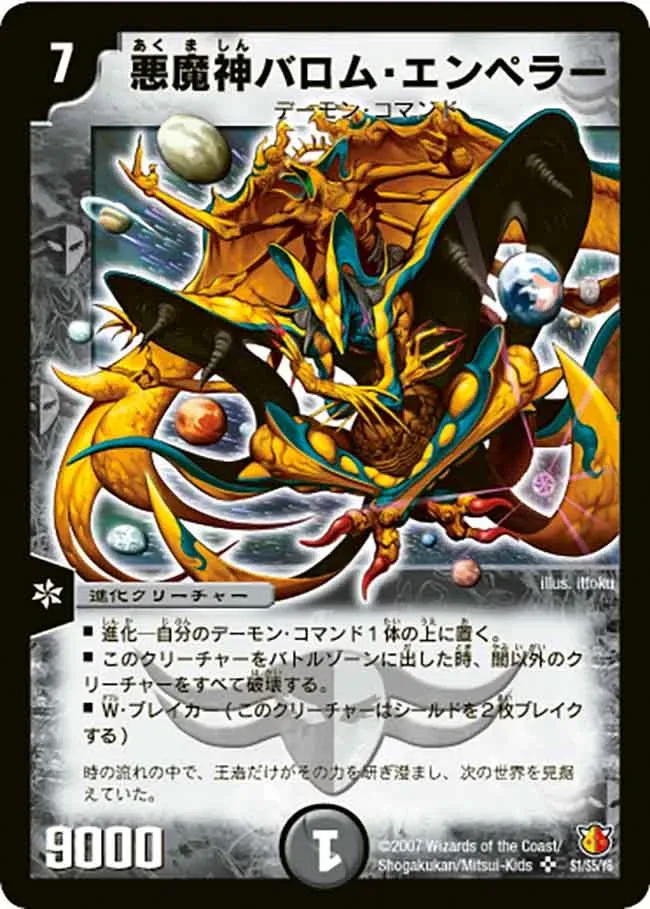 7
あくましん
悪魔神バロム・エンペラー
デーモン・コマンド
illus. ittoku
進化クリーチャー
■ 進化―自分のデーモン・コマンド1体の上に置く。
■ このクリーチャーをバトルゾーンに出した時、闇以外のク
リーチャーをすべて破壊する。
■ W・ブレイカー(このクリーチャーはシールドを2枚ブレイク
する)
時の流れの中で、王者だけがその力を研ぎ澄まし、次の世界を見据
えていた。
9000
1
©2007 Wizards of the Coast/
Shogakukan/Mitsui-Kids
S1/S5/Y6